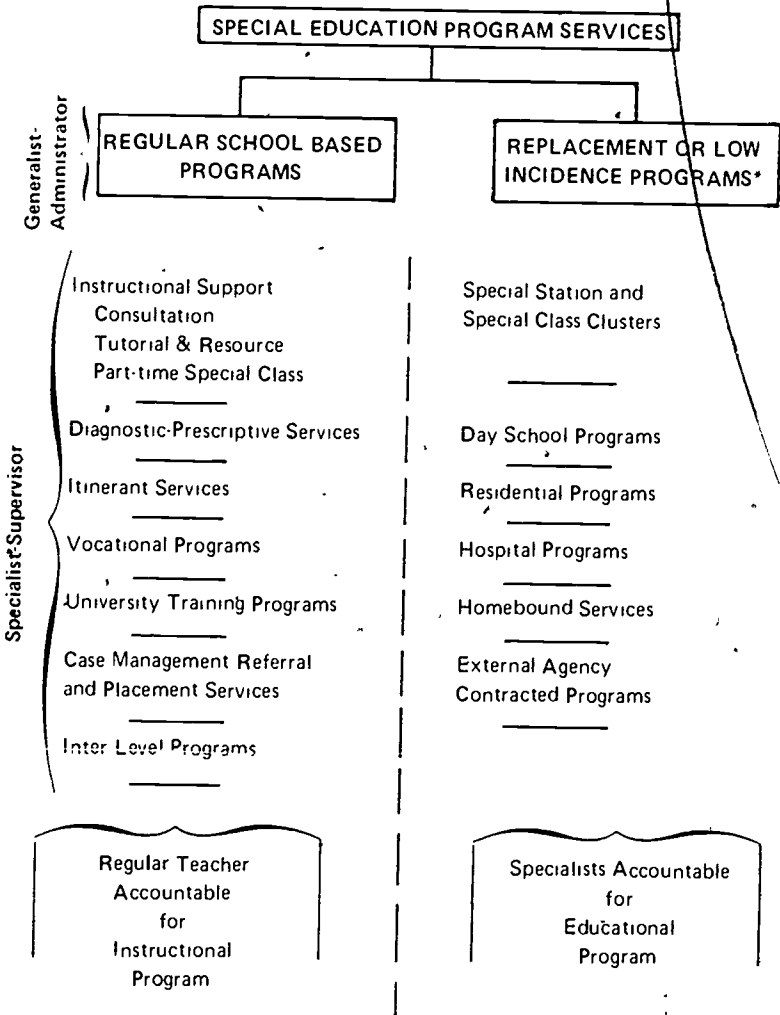 SPECIAL EDUCATION PROGRAM SERVICES
Generalist-
Administrator
REGULAR SCHOOL BASED
PROGRAMS
REPLACEMENT OR LOW
INCIDENCE PROGRAMS*
Specialist-Supervisor
Instructional Support
Consultation
Tutorial & Resource
Part-time Special Class
Diagnostic-Prescriptive Services
Itinerant Services
Vocational Programs
University Training Programs
Case Management Referral
and Placement Services
Inter Level Programs
Special Station and
Special Class Clusters
Day School Programs
Residential Programs
Hospital Programs
Homebound Services
External Agency
Contracted Programs
Regular Teacher
Accountable
for
Instructional
Program
Specialists Accountable
for
Educational
Program